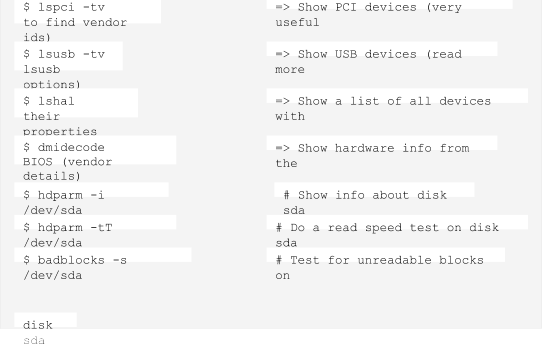 $ lspci -tv => Show PCI devices (very
to find vendor useful
ids)
$ lsusb -tv => Show USB devices (read
lsusb more
options)
$ lshal => Show a list of all devices
their with
properties
$ dmidecode => Show hardware info from
BIOS (vendor the
details)
$ hdparm -i # Show info about disk
/dev/sda sda
$ hdparm -tT # Do a read speed test on disk
/dev/sda sda
$ badblocks -s # Test for unreadable blocks
/dev/sda on
disk
sda